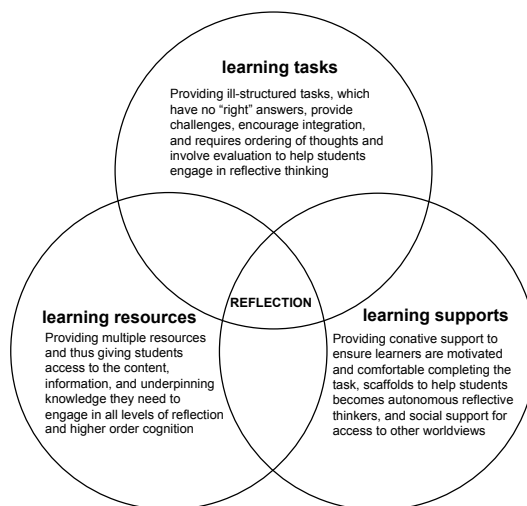 learning tasks
Providing ill-structured tasks, which
have no “right” answers, provide
challenges, encourage integration,
and requires ordering of thoughts and
involve evaluation to help students
engage in reflective thinking
REFLECTION
learning resources
Providing multiple resources
and thus giving students
access to the content,
information, and underpinning
knowledge they need to
engage in all levels of reflection
and higher order cognition
learning supports
Providing conative support to
ensure learners are motivated
and comfortable completing the
task, scaffolds to help students
becomes autonomous reflective
thinkers, and social support for
access to other worldviews